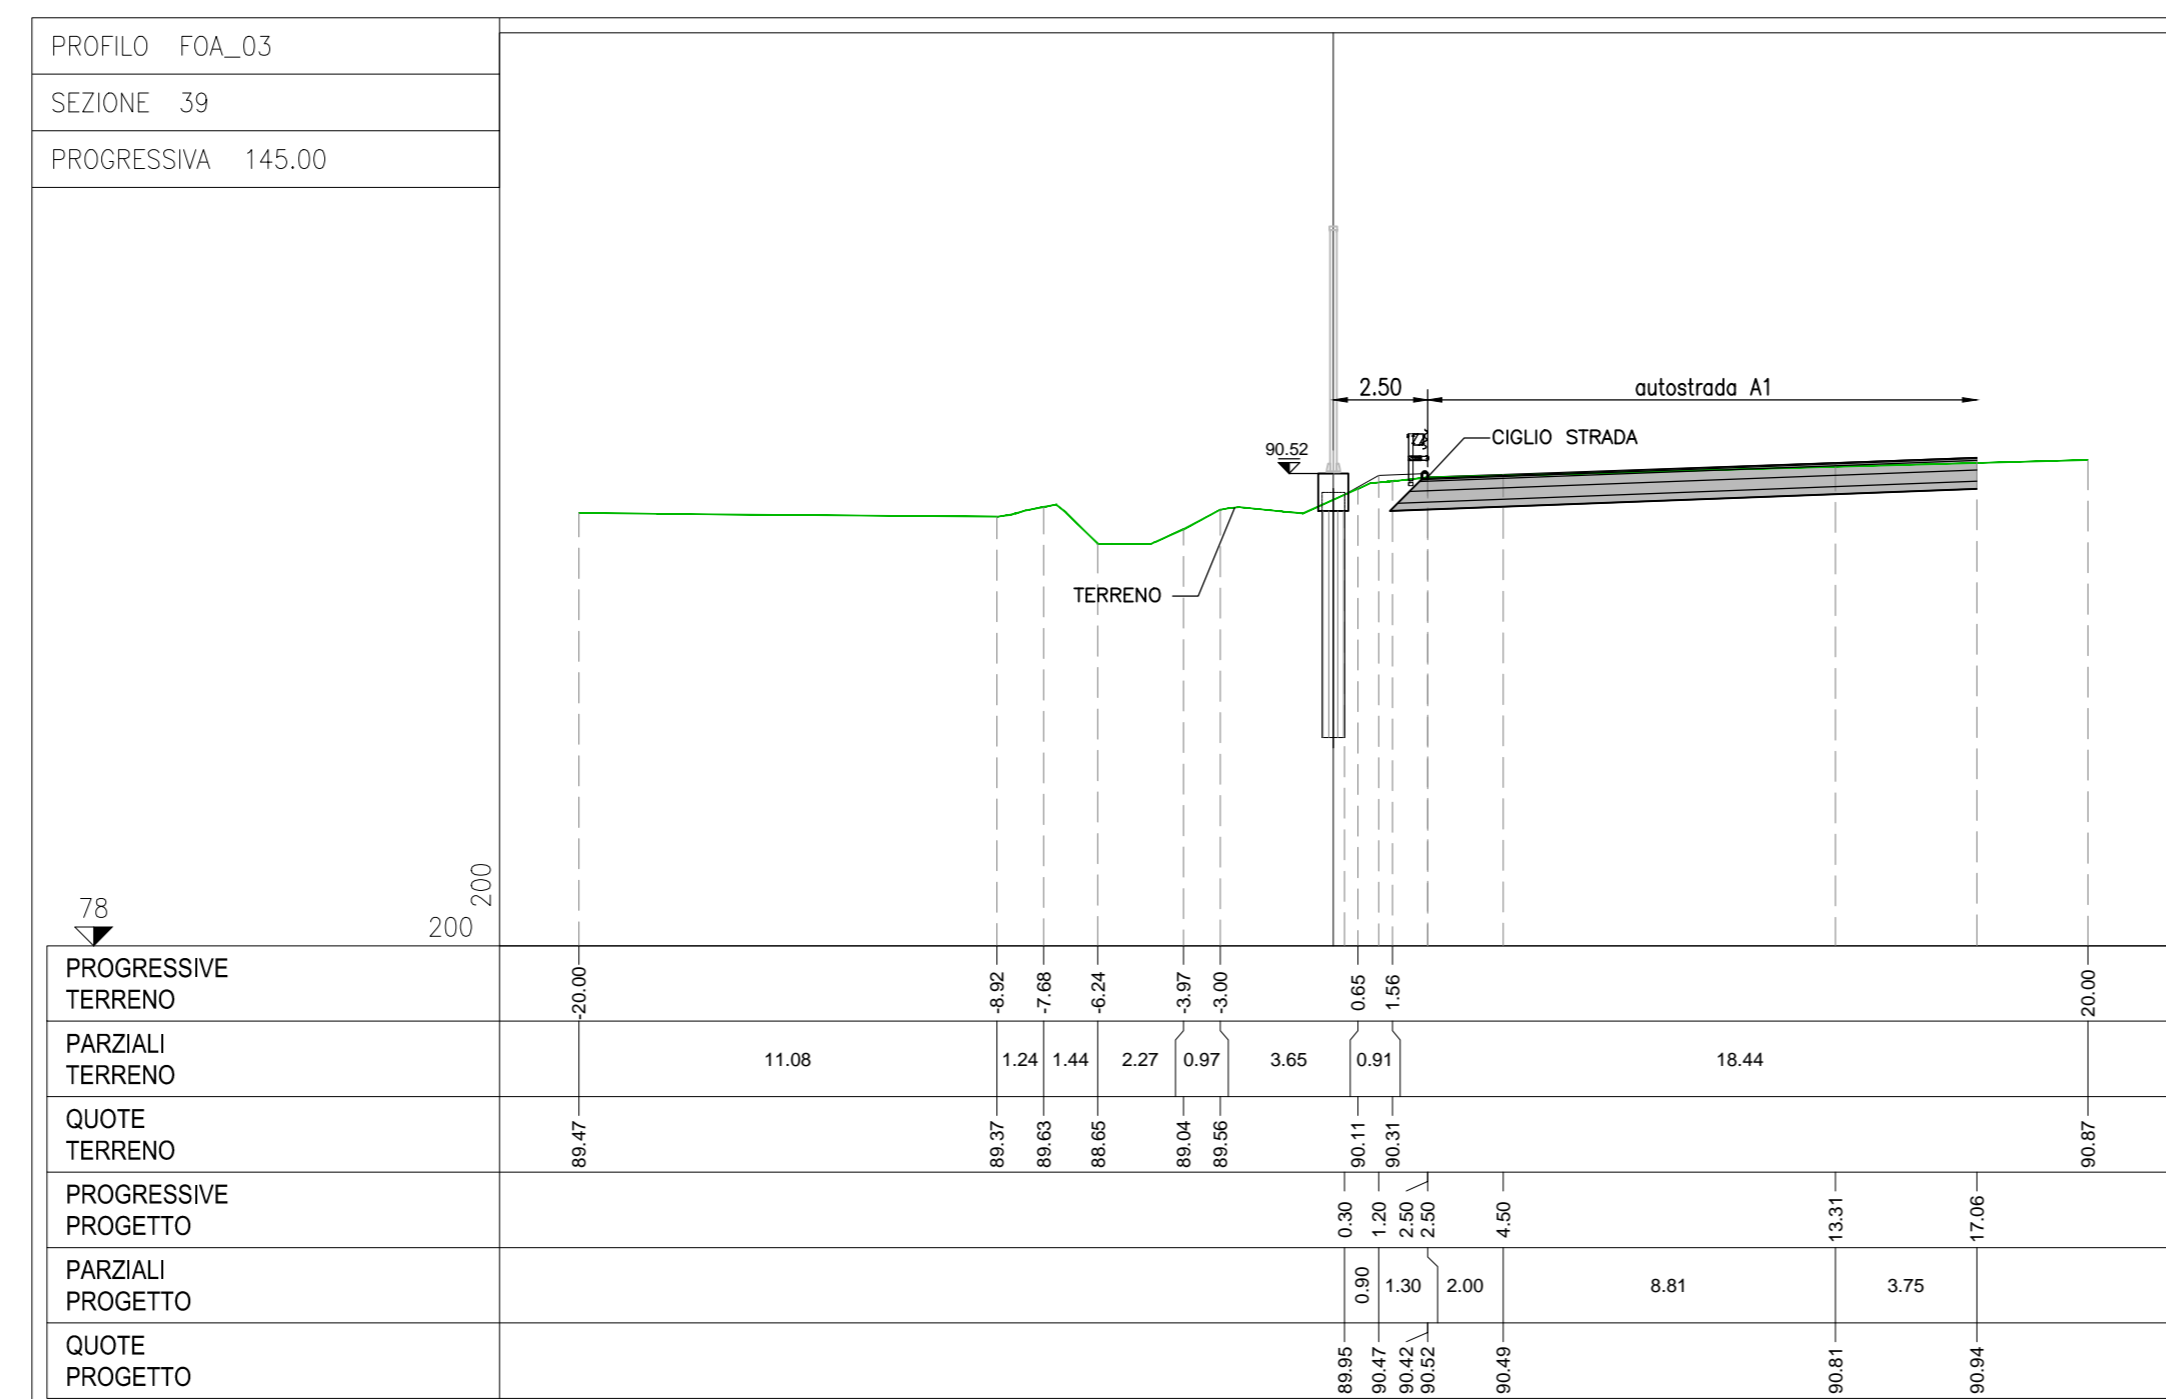 PROFILO FOA_03
SEZIONE 39
PROGRESSIVA 145.00
2.50
autostrada A1
CIGLIO STRADA
90.52
TERRENO
200
78
200
PROGRESSIVE
TERRENO
-20.00 -8.92 -7.68 -6.24 -3.97 -3.00 0.65 1.56 20.00
PARZIALI
TERRENO
11.08 1.24 1.44 2.27 0.97 3.65 0.91 18.44
QUOTE
TERRENO
89.47 89.37 89.63 88.65 89.04 89.56 90.11 90.31 90.87
PROGRESSIVE
PROGETTO
0.30 1.20 2.50 2.50 4.50 13.31 17.06
PARZIALI
PROGETTO
0.90 1.30 2.00 8.81 3.75
QUOTE
PROGETTO
89.95 90.47 90.42 90.52 90.49 90.81 90.94